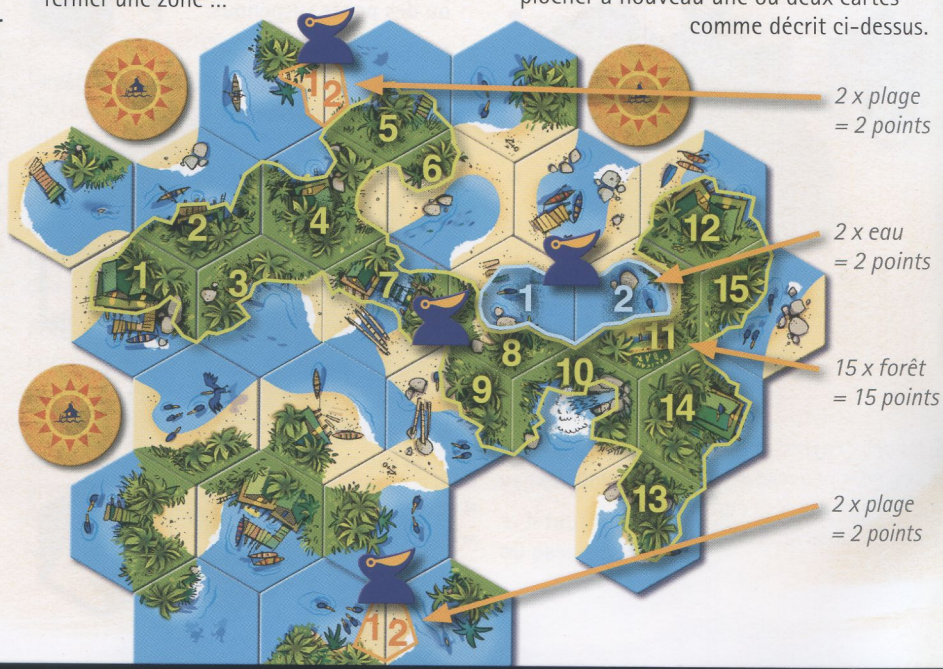 fermer une zone ...
piocher à nouveau une ou deux cartes
comme décrit ci-dessus.
1 2
2 x plage
= 2 points
5
6
2
4
12
2 x eau
= 2 points
1
3
7
1
2
15
8
11
15 x forêt
= 15 points
9
10
14
13
2 x plage
= 2 points
1 2